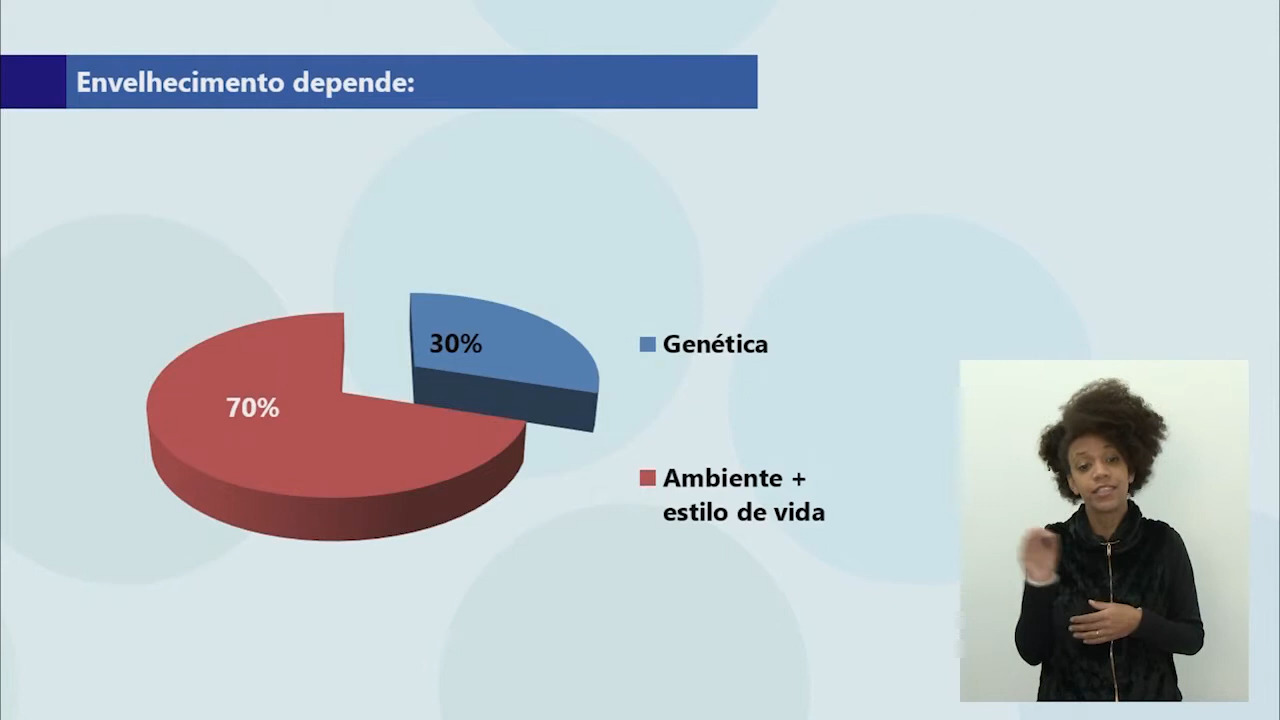 Envelhecimento depende:
30%
Genética
70%
Ambiente +
estilo de vida